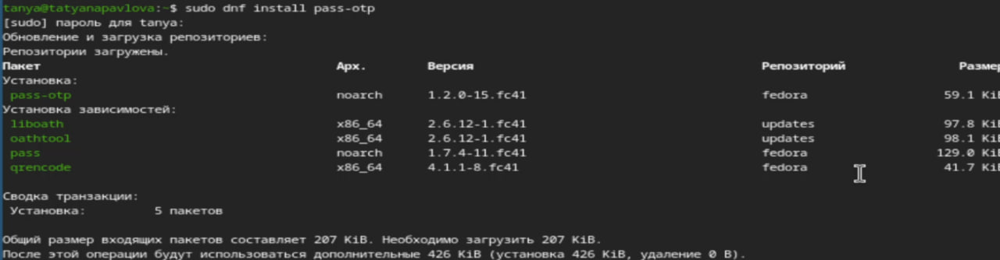 tanya@tatyanapavlova:~$ sudo dnf install pass-otp
[sudo] пароль для tanya:
Обновление и загрузка репозиториев:
Репозитории загружены.
Пакет Арх. Версия Репозиторий Размер
Установка:
pass-otp noarch 1.2.0-15.fc41 fedora 59.1 KiB
Установка зависимостей:
liboath x86_64 2.6.12-1.fc41 updates 97.8 KiB
oathtool x86_64 2.6.12-1.fc41 updates 98.1 KiB
pass noarch 1.7.4-11.fc41 fedora 129.0 KiB
qrencode x86_64 4.1.1-8.fc41 fedora 41.7 KiB
Сводка транзакции:
Установка: 5 пакетов
Общий размер входящих пакетов составляет 207 KiB. Необходимо загрузить 207 KiB.
После этой операции будут использоваться дополнительные 426 KiB (установка 426 KiB, удаление 0 B).